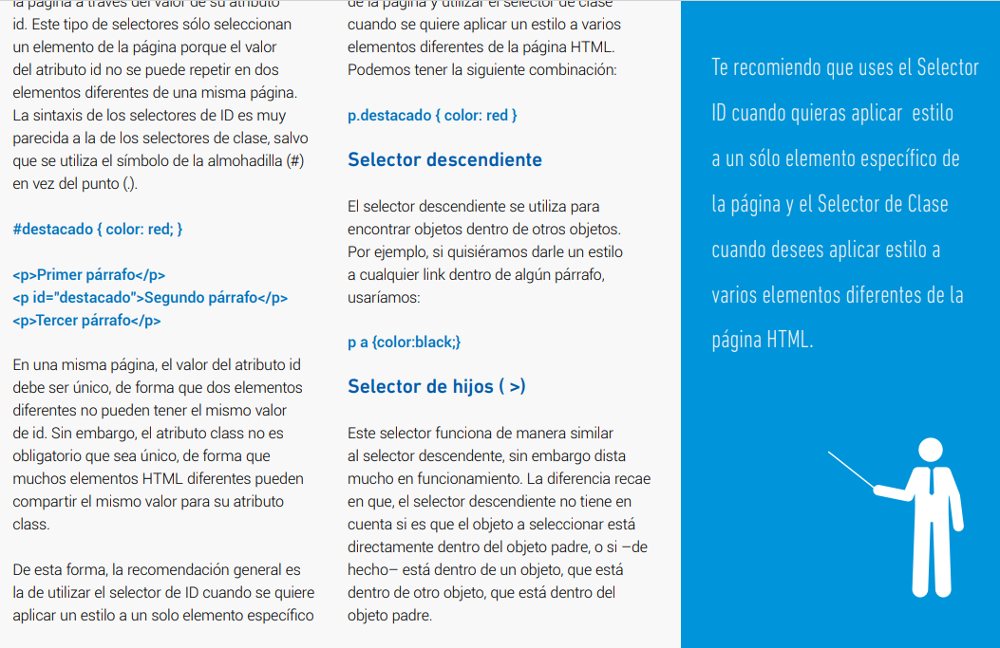 la página a través del valor de su atributo
id. Este tipo de selectores sólo seleccionan
un elemento de la página porque el valor
del atributo id no se puede repetir en dos
elementos diferentes de una misma página.
La sintaxis de los selectores de ID es muy
parecida a la de los selectores de clase, salvo
que se utiliza el símbolo de la almohadilla (#)
en vez del punto (.).
#destacado { color: red; }
<p>Primer párrafo</p>
<p id="destacado">Segundo párrafo</p>
<p>Tercer párrafo</p>
En una misma página, el valor del atributo id
debe ser único, de forma que dos elementos
diferentes no pueden tener el mismo valor
de id. Sin embargo, el atributo class no es
obligatorio que sea único, de forma que
muchos elementos HTML diferentes pueden
compartir el mismo valor para su atributo
class.
De esta forma, la recomendación general es
la de utilizar el selector de ID cuando se quiere
aplicar un estilo a un solo elemento específico
de la página y utilizar el selector de clase
cuando se quiere aplicar un estilo a varios
elementos diferentes de la página HTML.
Podemos tener la siguiente combinación:
p.destacado { color: red }
Selector descendiente
El selector descendiente se utiliza para
encontrar objetos dentro de otros objetos.
Por ejemplo, si quisiéramos darle un estilo
a cualquier link dentro de algún párrafo,
usaríamos:
p a {color:black;}
Selector de hijos ( >)
Este selector funciona de manera similar
al selector descendente, sin embargo dista
mucho en funcionamiento. La diferencia recae
en que, el selector descendiente no tiene en
cuenta si es que el objeto a seleccionar está
directamente dentro del objeto padre, o si –de
hecho– está dentro de un objeto, que está
dentro de otro objeto, que está dentro del
objeto padre.
Te recomiendo que uses el Selector
ID cuando quieras aplicar  estilo
a un sólo elemento específico de
la página y el Selector de Clase
cuando desees aplicar estilo a
varios elementos diferentes de la
página HTML.